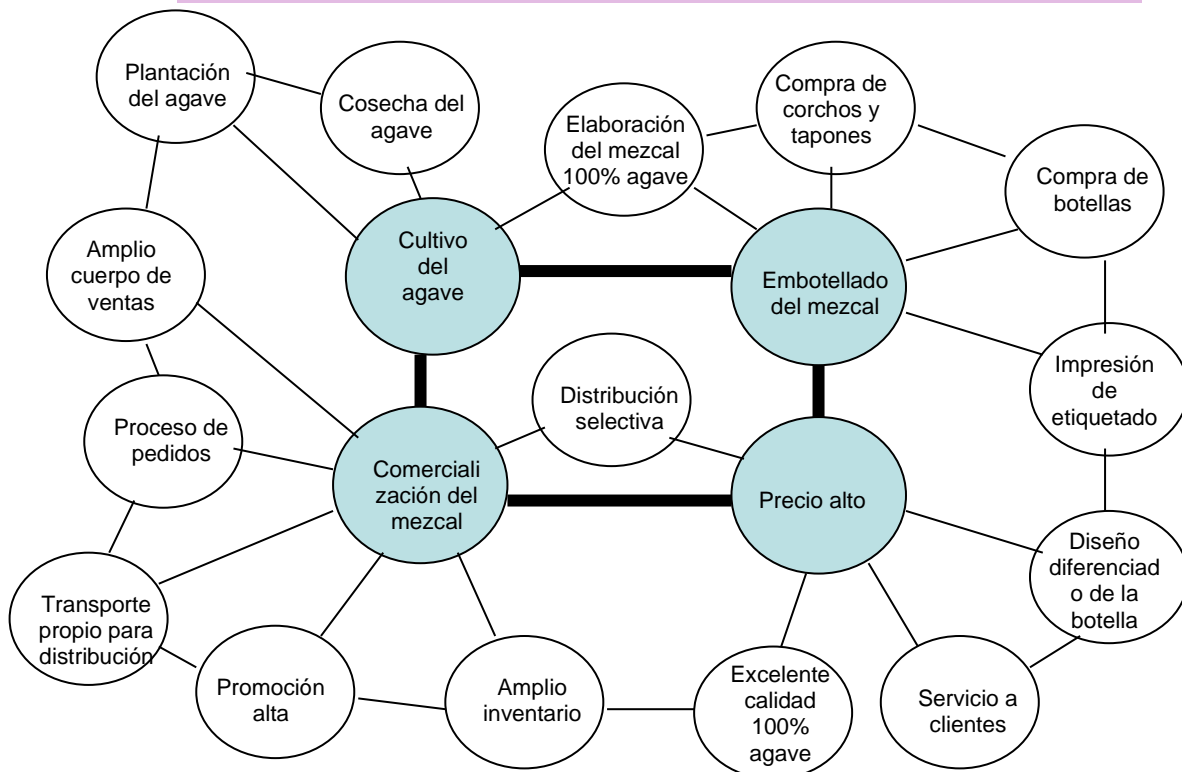 Plantación
del agave
Cosecha del
agave
Elaboración
del mezcal
100% agave
Compra de
corchos y
tapones
Compra de
botellas
Amplio
cuerpo de
ventas
Cultivo
del
agave
Embotellado
del mezcal
Impresión
de
etiquetado
Distribución
selectiva
Proceso de
pedidos
Comerciali
zación del
mezcal
Precio alto
Diseño
diferenciad
o de la
botella
Transporte
propio para
distribución
Promoción
alta
Amplio
inventario
Excelente
calidad
100%
agave
Servicio a
clientes